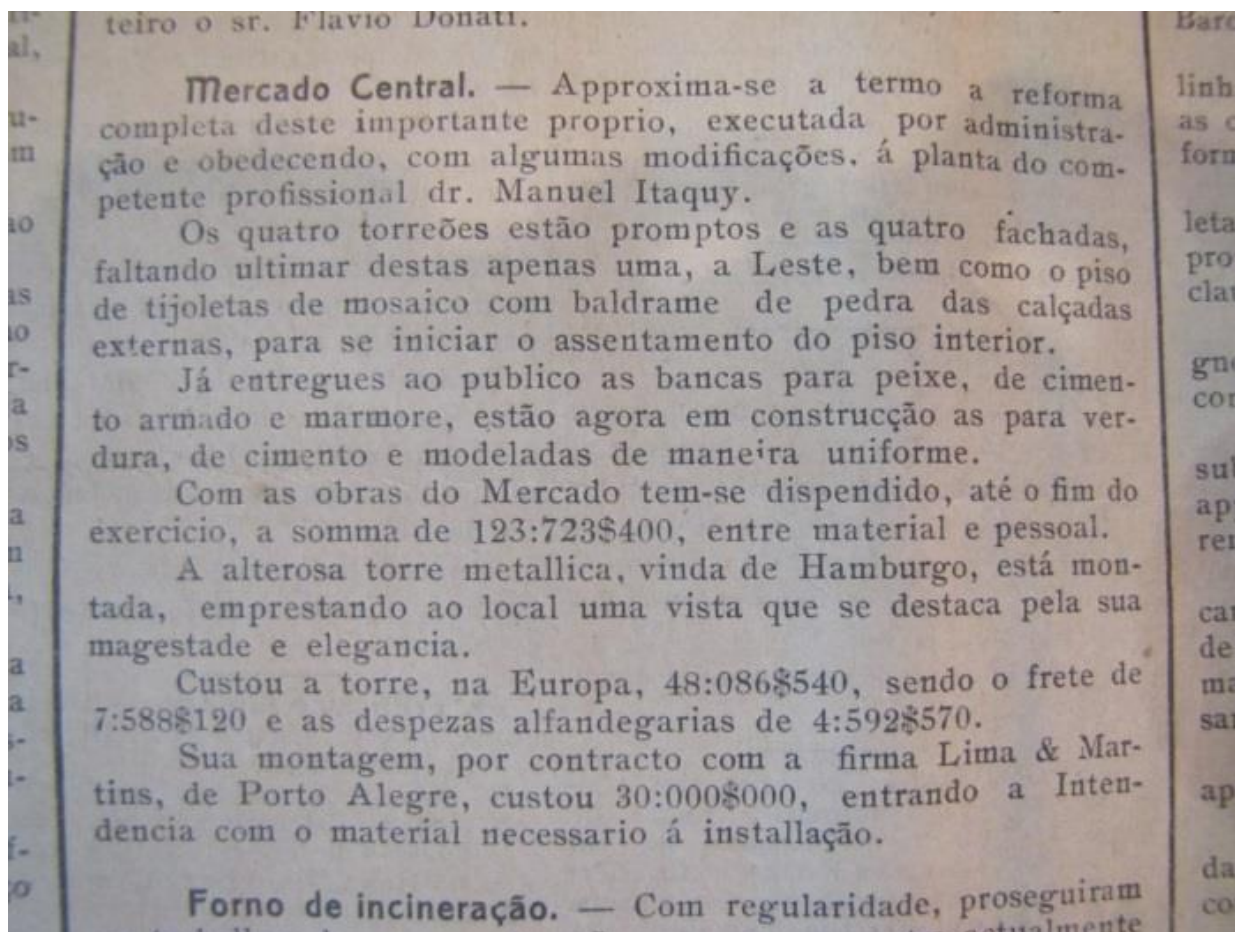 teiro o sr. Flavio Donati.
Mercado Central. — Approxima-se a termo a reforma
completa deste importante proprio, executada por administra-
ção e obedecendo, com algumas modificações. á planta do com-
petente profissional dr. Manuel Itaquy.
Os quatro torreões estão promptos e as quatro fachadas,
faltando ultimar destas apenas uma, a Leste, bem como o piso
de tijoletas de mosaico com baldrame de pedra das calçadas
externas, para se iniciar o assentamento do piso interior.
Já entregues ao publico as bancas para peixe, de cimen-
to armado e marmore, estão agora em construcção as para ver-
dura, de cimento e modeladas de maneira uniforme.
Com as obras do Mercado tem-se dispendido, até o fim do
exercicio, a somma de 123:723$400, entre material e pessoal.
A alterosa torre metallica, vinda de Hamburgo, está mon-
tada, emprestando ao local uma vista que se destaca pela sua
magestade e elegancia.
Custou a torre, na Europa, 48:086$540, sendo o frete de
7:588$120 e as despezas alfandegarias de 4:592$570.
Sua montagem, por contracto com a firma Lima & Mar-
tins, de Porto Alegre, custou 30:000$000, entrando a Inten-
dencia com o material necessario á installação.
Forno de incineração. — Com regularidade, proseguiram